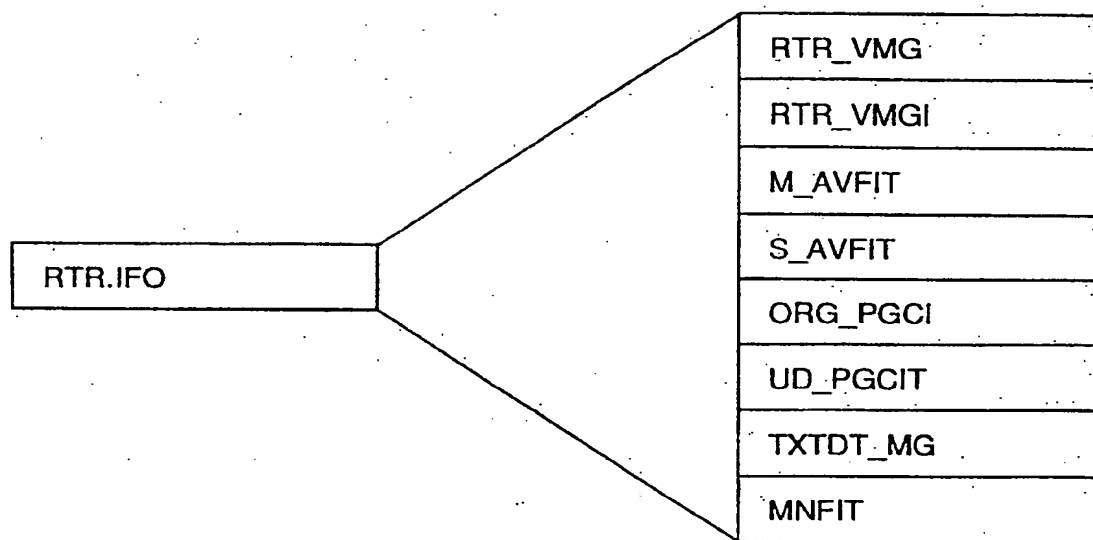 RTR.IFO
RTR_VMG
RTR_VMGI
M_AVFIT
S_AVFIT
ORG_PGCI
UD_PGCIT
TXTDT_MG
MNFIT